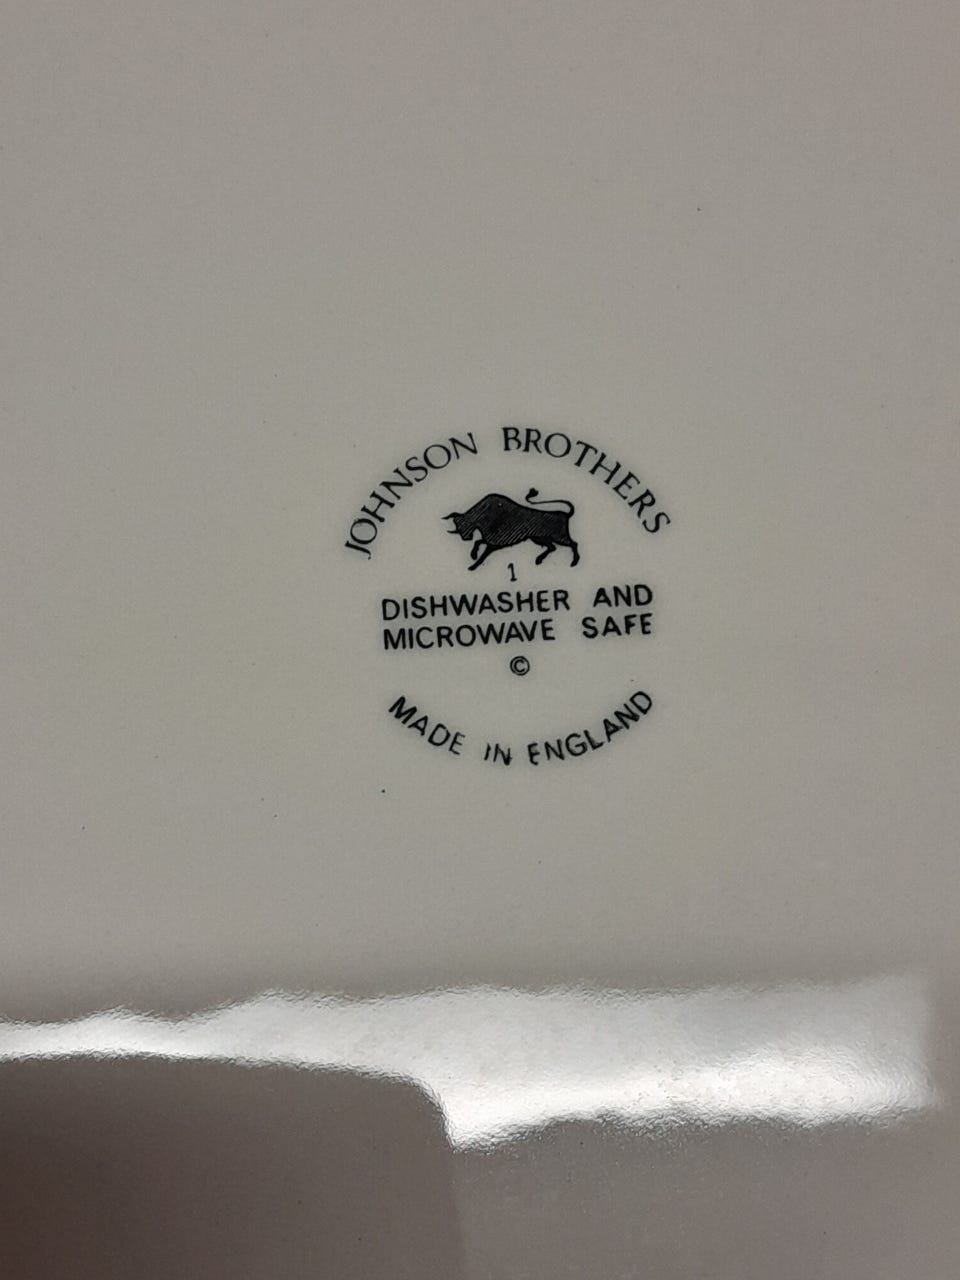 JOHNSON BROTHERS
1
DISHWASHER AND
MICROWAVE SAFE
©
MADE IN ENGLAND